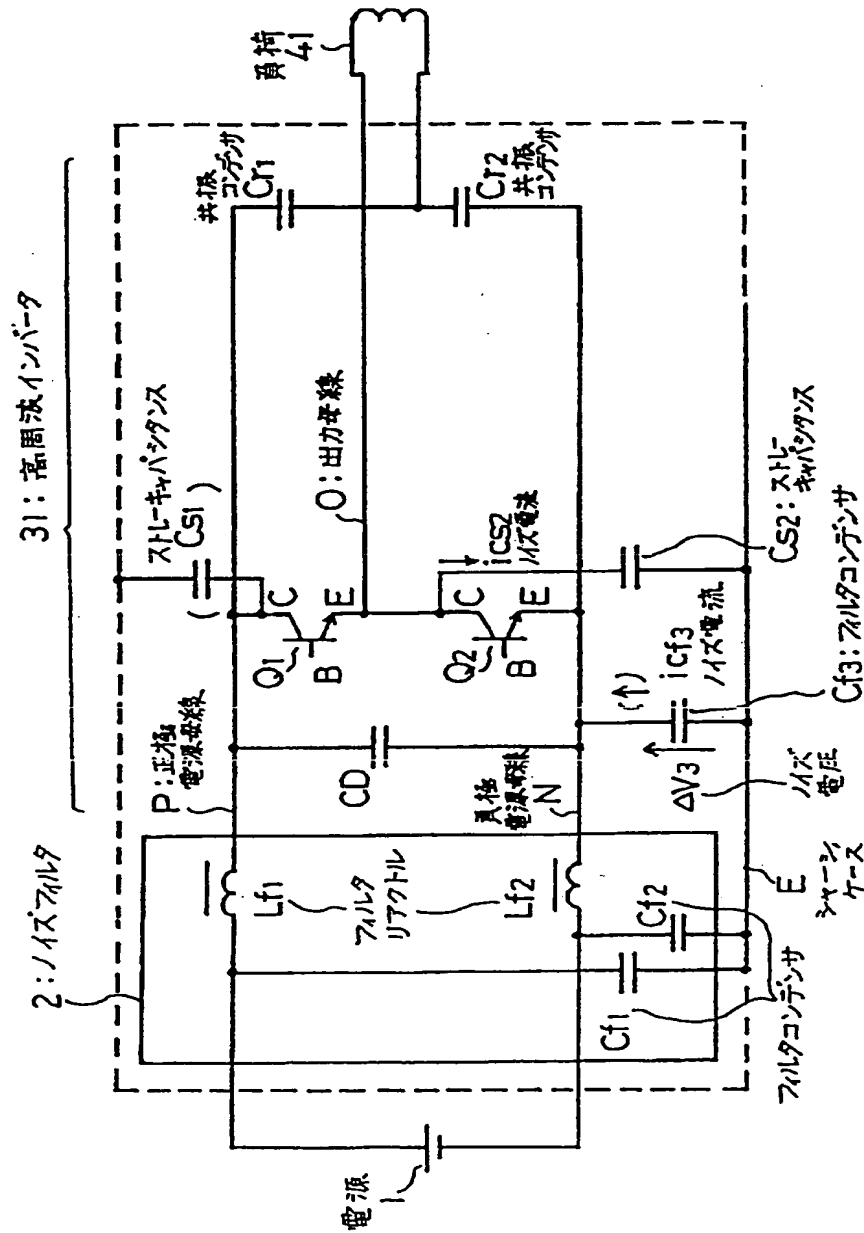 31：高周波インバータ
2：ノイズフィルタ
P：正極
電源母線
ストレーキャパシタンス
( Cs1 )
共振
コンデンサ
Cr1
負荷
41
Lf1
フィルタ
リアクトル
Lf2
CD
Q1
B
C
E
O：出力母線
Q2
B
C
E
ics2
ノイズ電流
Cr2
共振
コンデンサ
電源
1
負極
電源母線
N
Cf1
Cf2
フィルタコンデンサ
E
シャーシ
ケース
ΔV3
ノイズ
電圧
(↑)
icf3
ノイズ電流
Cf3：フィルタコンデンサ
Cs2：ストレー
キャパシタンス